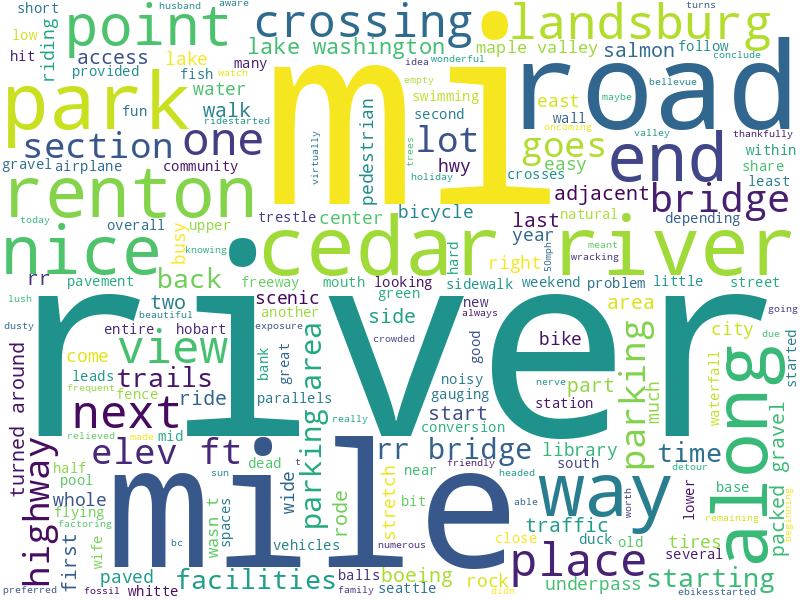 short
husband
aware
turns
point
crossing
landsburg
low
riding
idea
wonderful
conclude
hit
access
lake
lake washington
maple valley
salmon
follow
provided
many
watch
mi
road
empty
maybe
bellevue
park
fish
water
swimming
east
oncoming
fun
ridestarted
walk
second
wall
valley
thankfully
section
one
virtually
pedestrian
trees
lot
goes
end
within
share
gravel
airplane
community
hwy
crosses
easy
least
renton
holiday
adjacent
bridge
today
overall
upper
trestle
center
bicycle
last
natural
depending
nice
busy
knowing
cedar river
year
50mph
meant
wracking
right
rr
pavement
back
freeway
mouth
looking
hard
sidewalk
weekend
problem
little
street
lush
two
beautiful
scenic
green
new
always
area
going
dusty
entire
hobart
another
exposure
crowded
side
good
bike
city
due
river
come
view
bank
great
noisy
nerve
friendly
part
much
waterfall
started
frequent
leads
trails
fence
ride
parallels
gauging
start
station
parking
along
next
relieved
made
mid
really
conversion
turned around
elev ft
dead
rr bridge
library
time
detour
highway
half
pool
sun
parking area
wide
near
headed
south
base
packed gravel
whole
flying
factoring
wasn t
spaces
rode
stretch
bit
able
way
worth
lower
remaining
beginning
mile
wife
bc
vehicles
numerous
close
duck
traffic
old
tires
several
first
paved
facilities
balls
boeing
rock
place
underpass
starting
preferred
fossil
whitte
family
seattle
didn
ebikesstarted